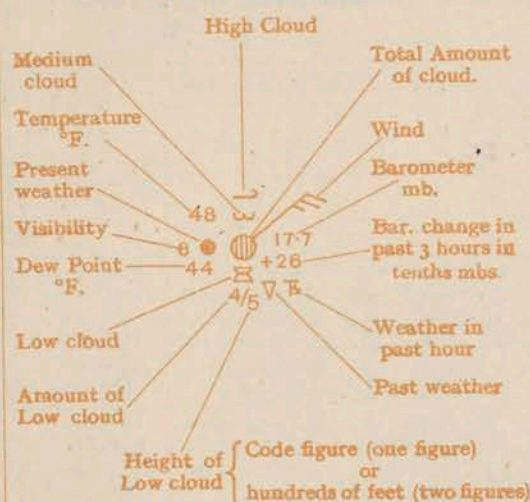 High Cloud
Medium
cloud
Total Amount
of cloud.
Temperature
°F.
Wind
Present
weather
Barometer
mb.
48
Visibility
6
17·7
Bar. change in
past 3 hours in
tenths mbs.
Dew Point
°F.
44
+26
4/5
Low cloud
Weather in
past hour
Amount of
Low cloud
Past weather
Height of
Low cloud
Code figure (one figure)
or
hundreds of feet (two figures)